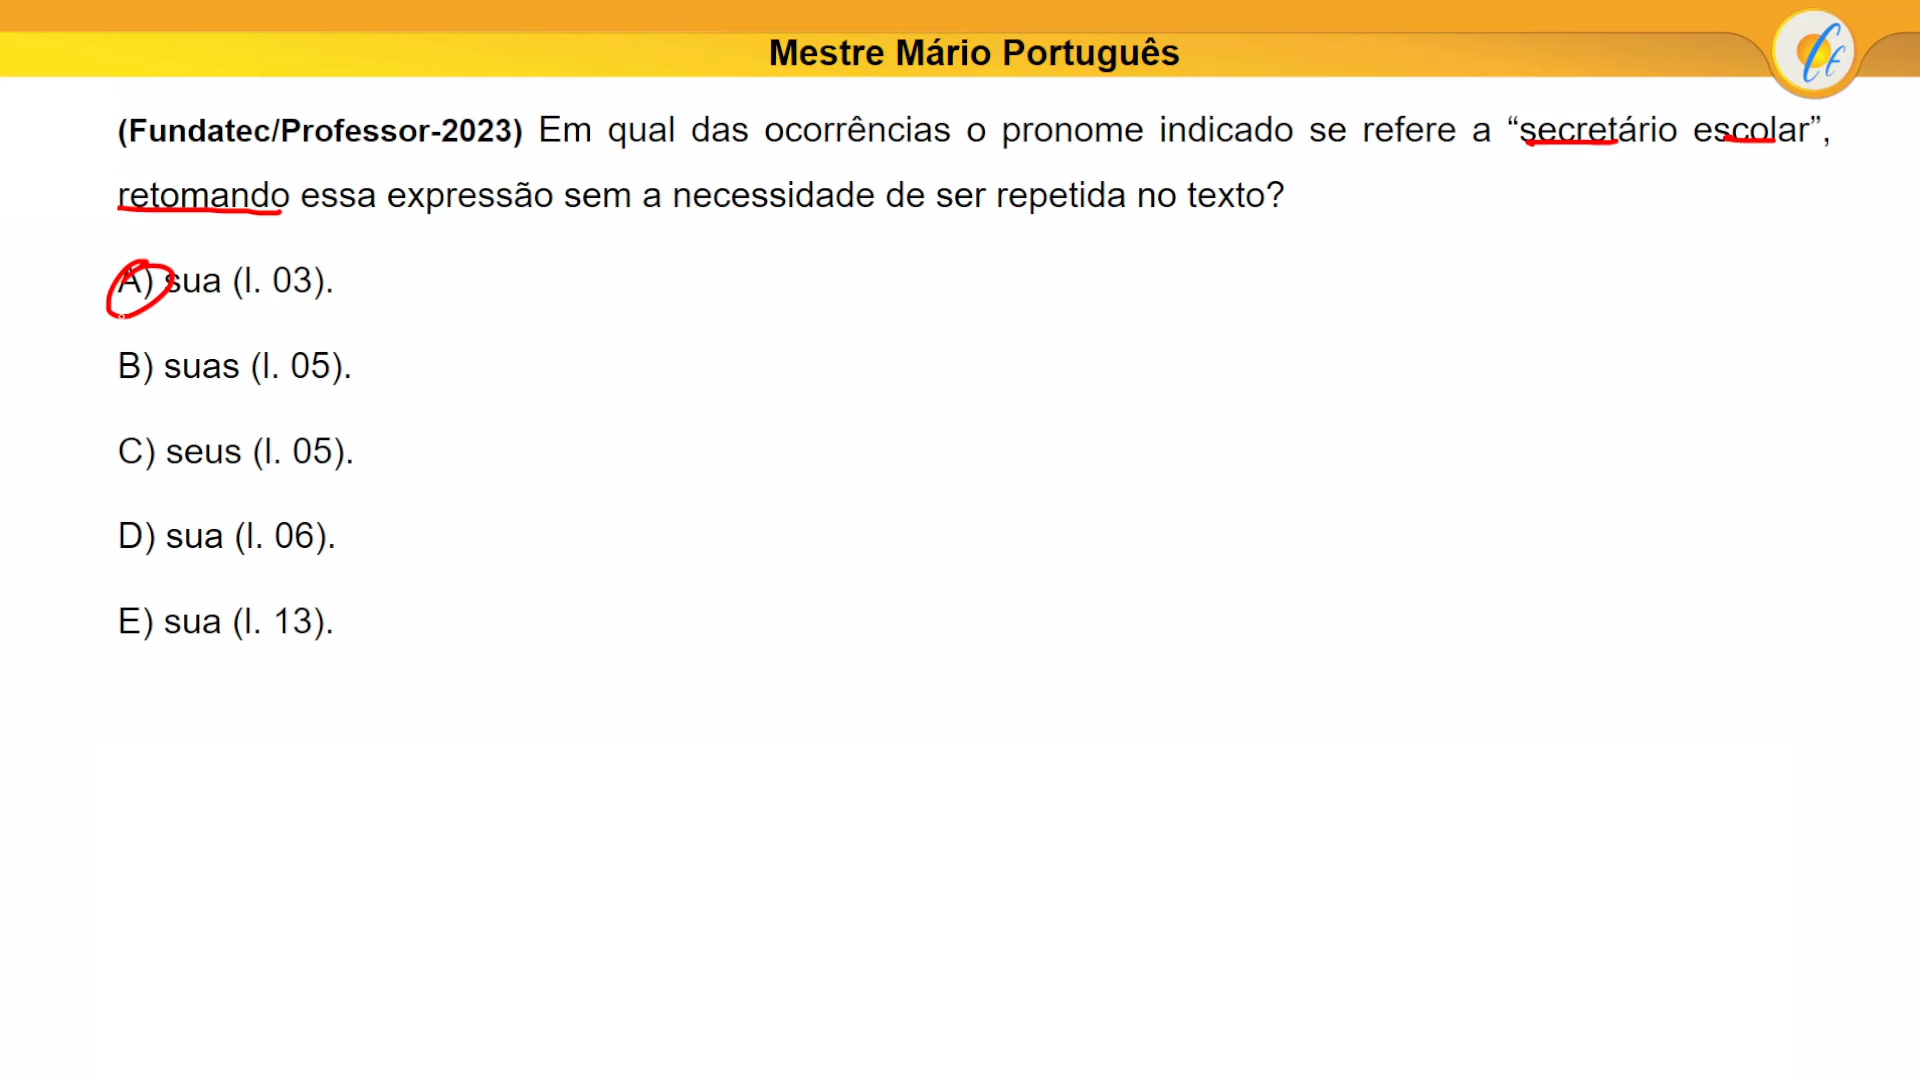 Mestre Mário Português
(Fundatec/Professor-2023) Em qual das ocorrências o pronome indicado se refere a “secretário escolar”,
retomando essa expressão sem a necessidade de ser repetida no texto?
A) sua (l. 03).
B) suas (l. 05).
C) seus (l. 05).
D) sua (l. 06).
E) sua (l. 13).